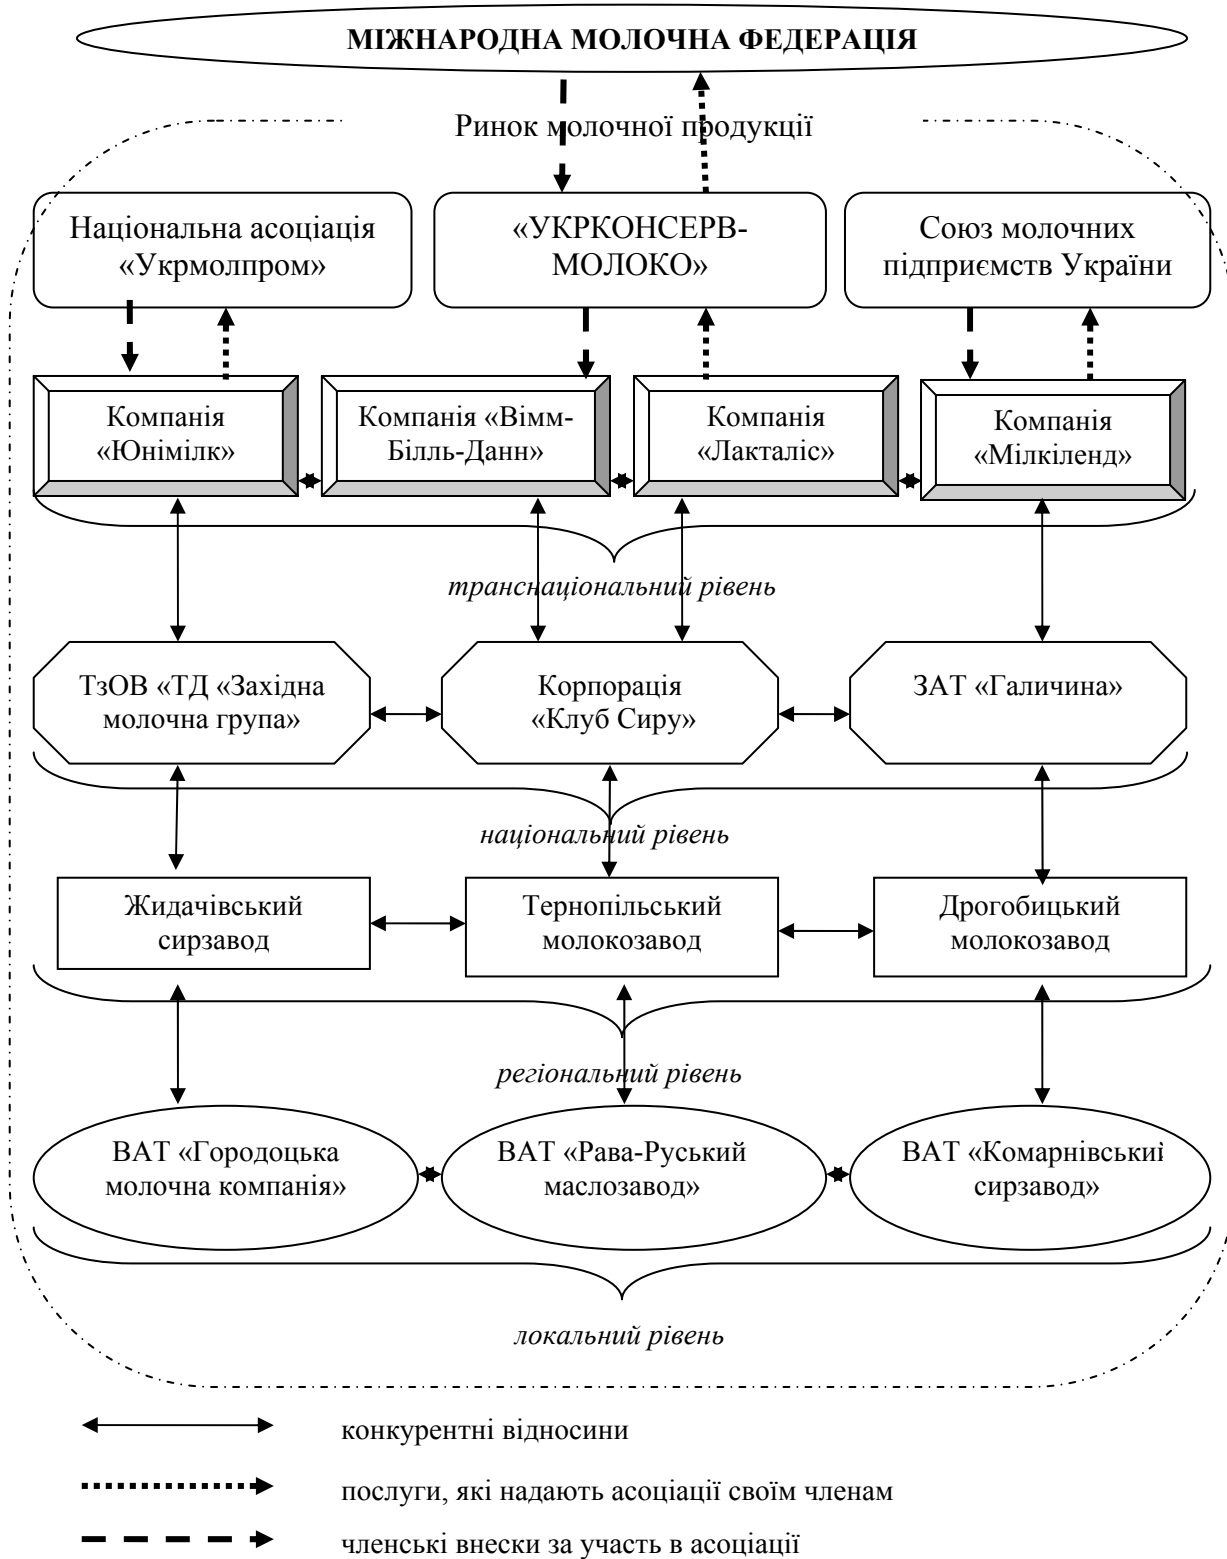 МІЖНАРОДНА МОЛОЧНА ФЕДЕРАЦІЯ
Ринок молочної продукції
Національна асоціація
«Укрмолпром»
«УКРКОНСЕРВ-
МОЛОКО»
Союз молочних
підприємств України
Компанія
«Юнімілк»
Компанія «Вімм-
Білль-Данн»
Компанія
«Лакталіс»
Компанія
«Мілкіленд»
транснаціональний рівень
ТзОВ «ТД «Західна
молочна група»
Корпорація
«Клуб Сиру»
ЗАТ «Галичина»
національний рівень
Жидачівський
сирзавод
Тернопільський
молокозавод
Дрогобицький
молокозавод
регіональний рівень
ВАТ «Городоцька
молочна компанія»
ВАТ «Рава-Руський
маслозавод»
ВАТ «Комарнівський
сирзавод»
локальний рівень
конкурентні відносини
послуги, які надають асоціації своїм членам
членські внески за участь в асоціації